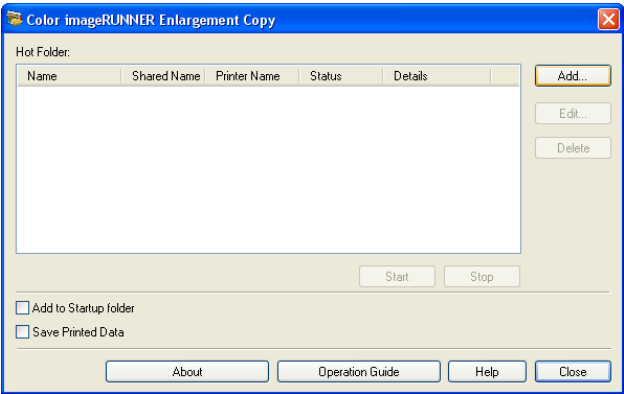 Color imageRUNNER Enlargement Copy
Hot Folder:
Name Shared Name Printer Name Status Details
Add...
Edit...
Delete
Start Stop
Add to Startup folder
Save Printed Data
About Operation Guide Help Close